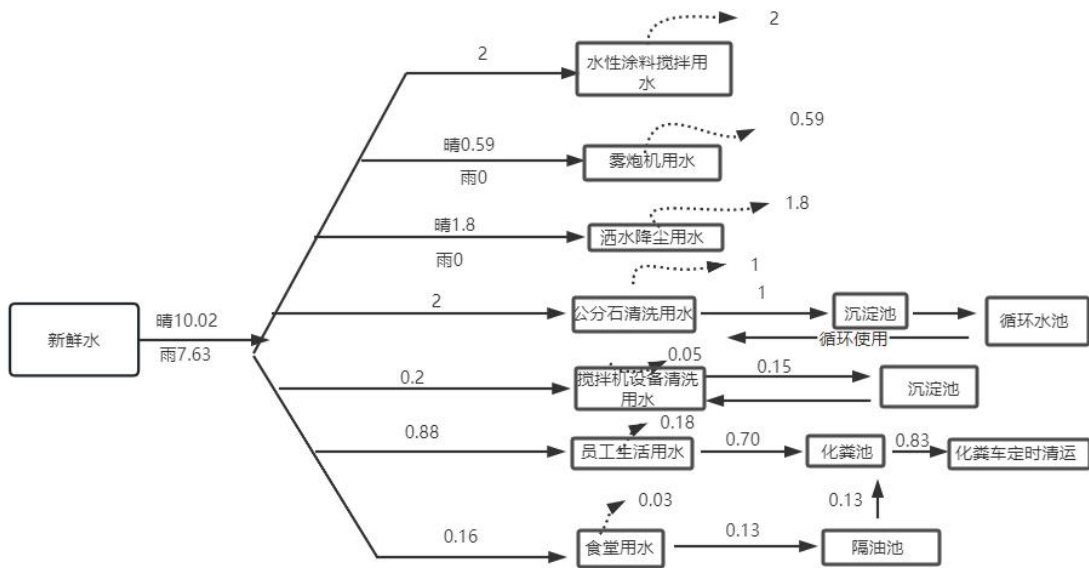 2
2
水性涂料搅拌用
水
晴0.59
雨0
0.59
雾炮机用水
晴1.8
雨0
1.8
洒水降尘用水
新鲜水
晴10.02
雨7.63
2
1
公分石清洗用水
1
沉淀池
循环使用
循环水池
0.2
0.05
搅拌机设备清洗
用水
0.15
沉淀池
0.88
0.18
员工生活用水
0.70
化粪池
0.83
化粪车定时清运
0.16
0.03
食堂用水
0.13
隔油池
0.13